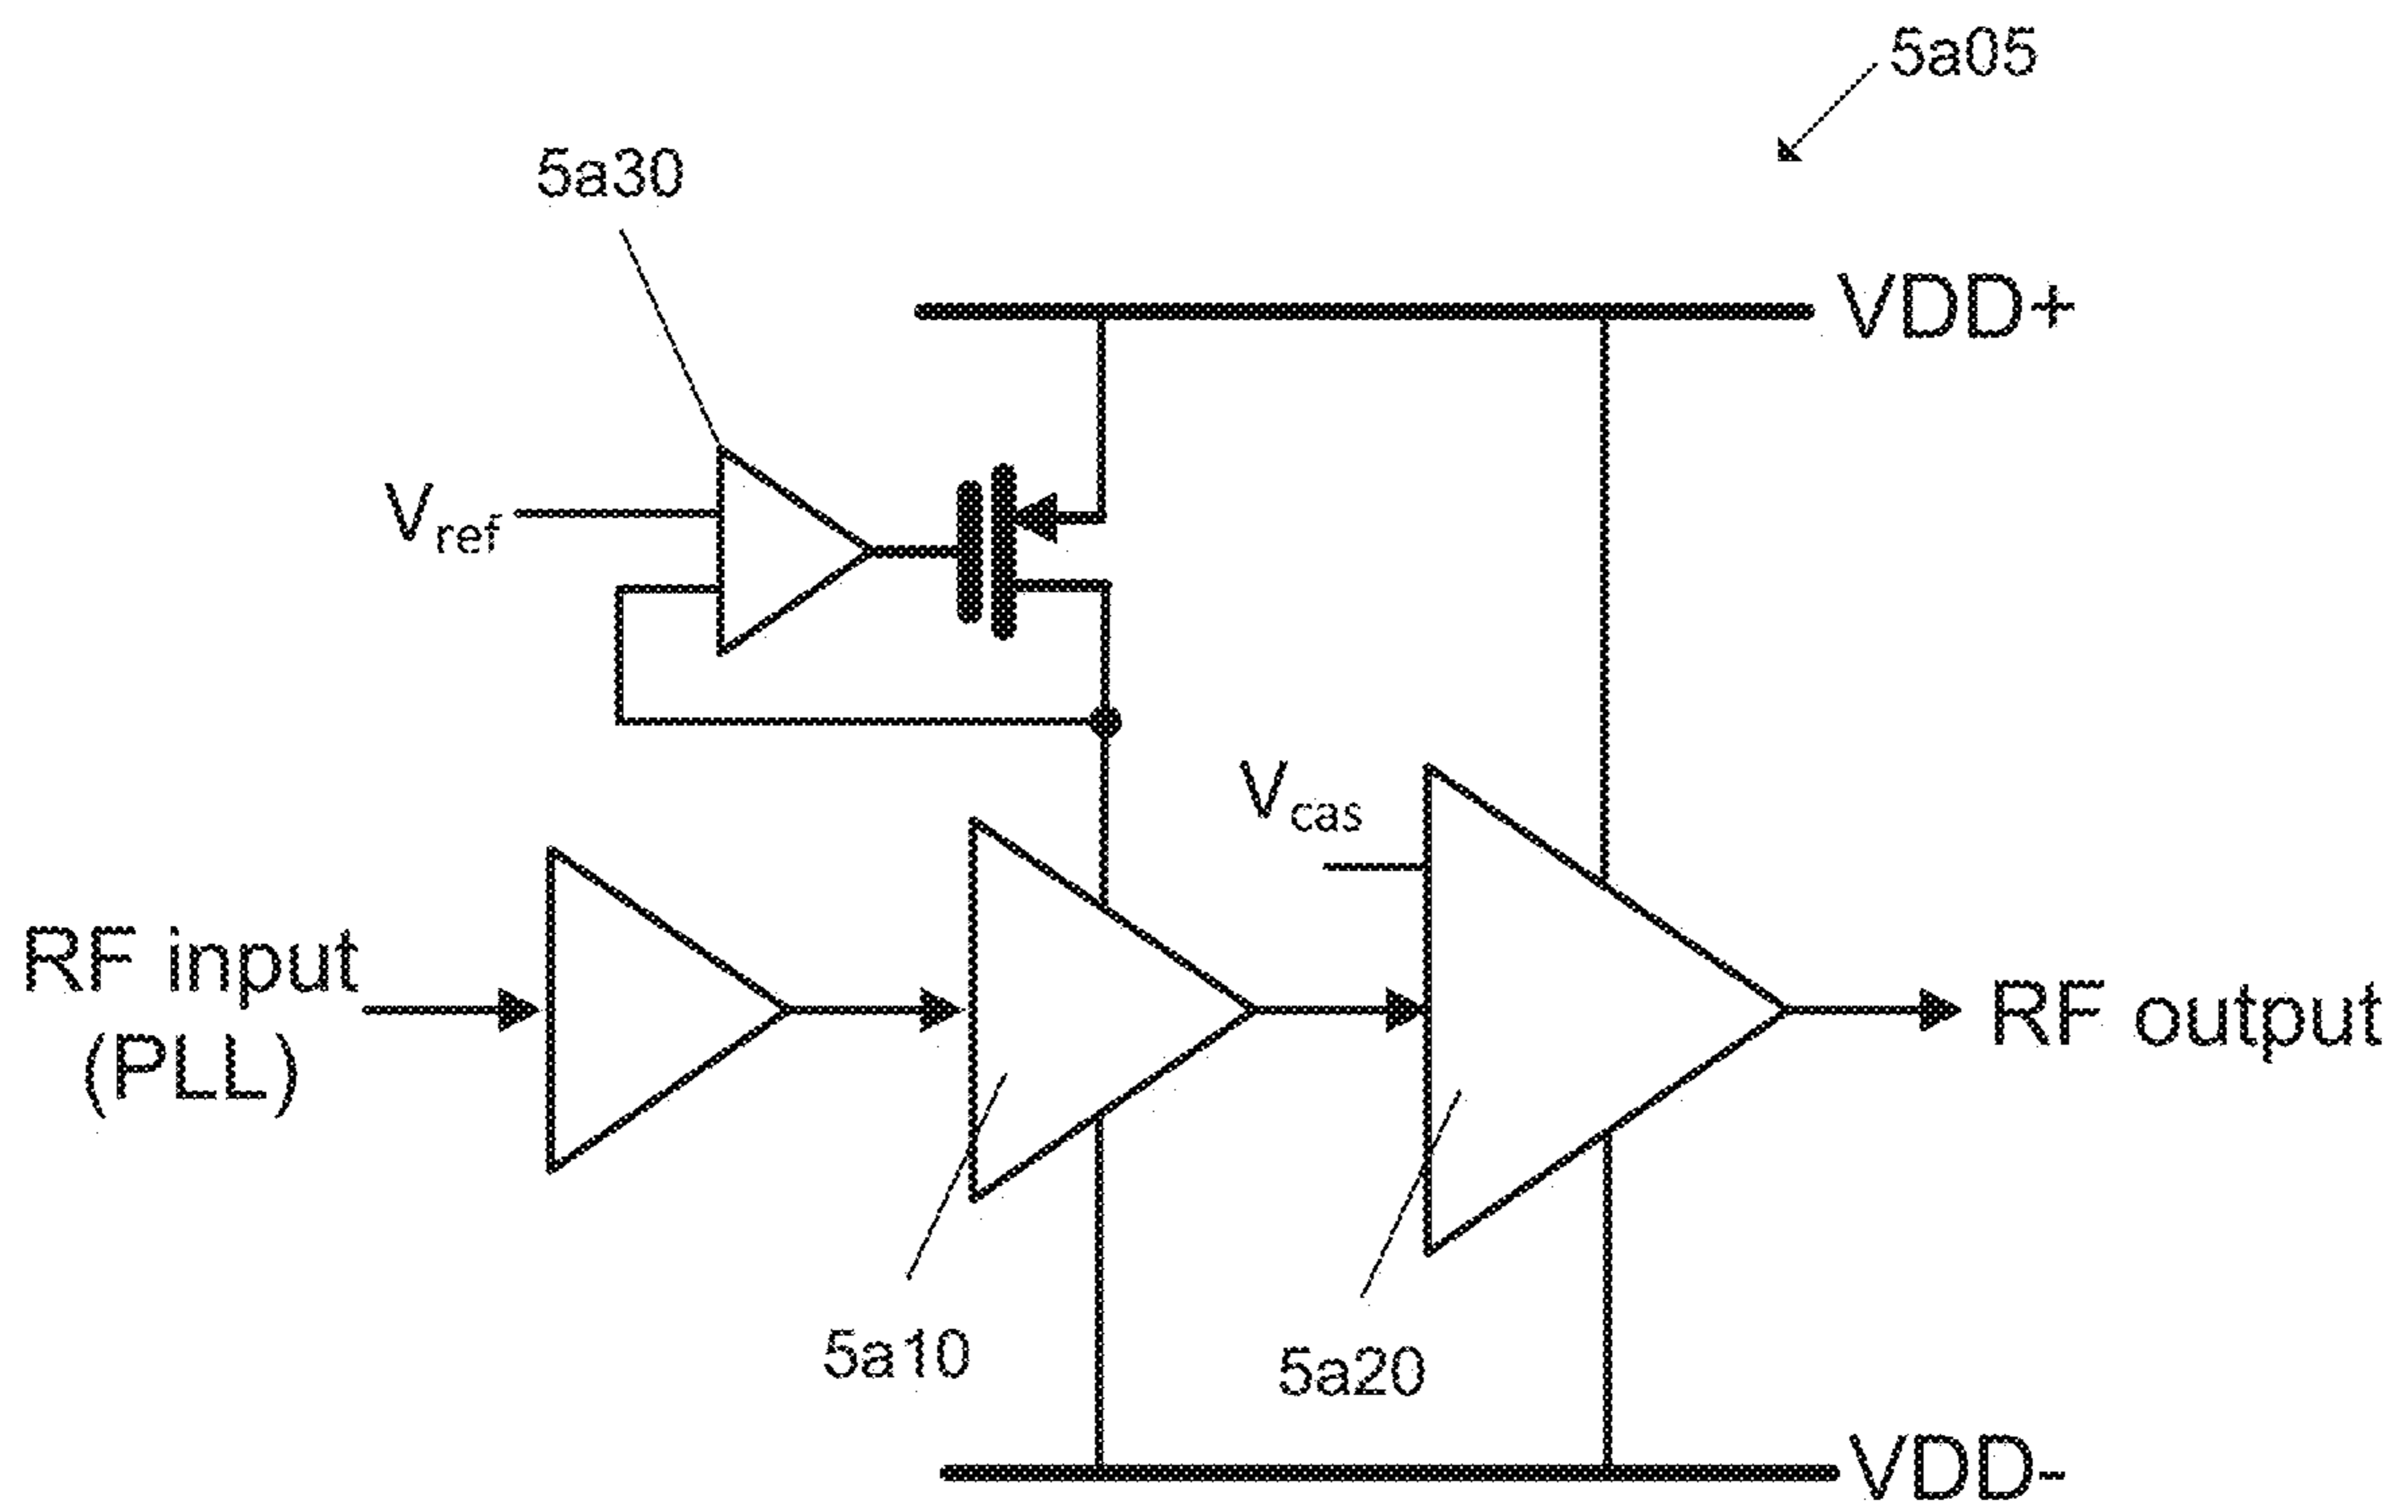 5a05
5a30
VDD+
Vref
Vcas
RF input
(PLL)
RF output
5a10
5a20
VDD-